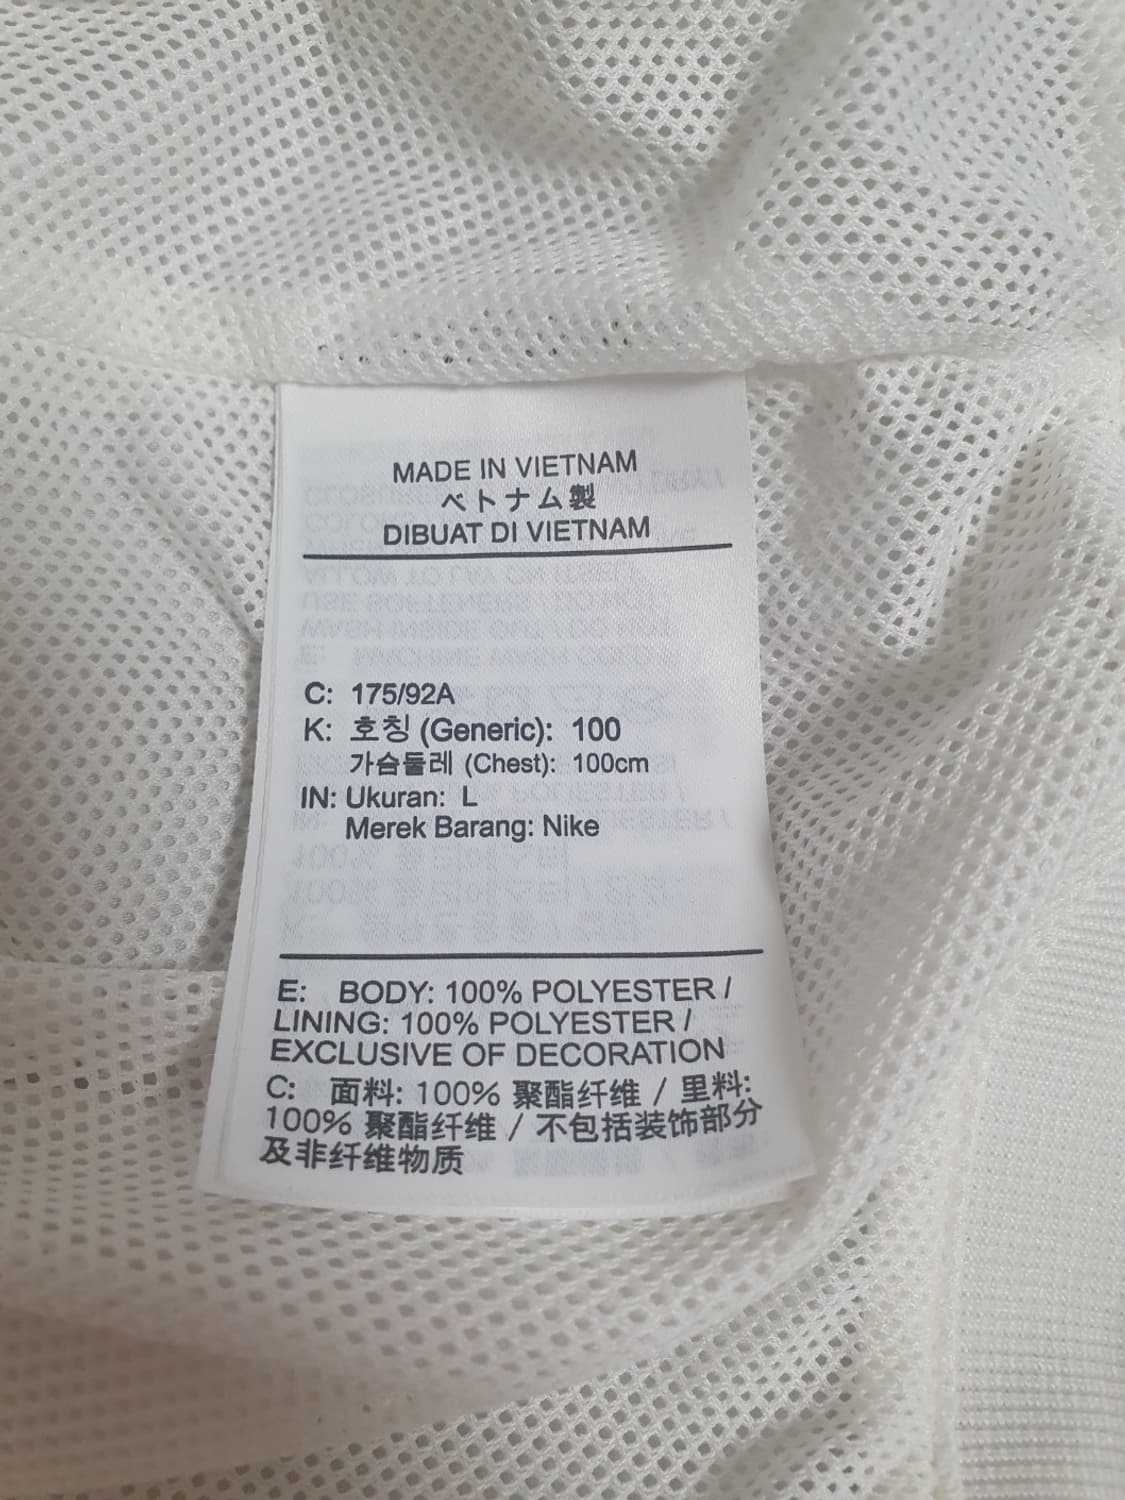 MADE IN VIETNAM
ベトナム製
DIBUAT DI VIETNAM
C: 175/92A
K: 호칭 (Generic): 100
가슴둘레 (Chest): 100cm
IN: Ukuran: L
Merek Barang: Nike
E: BODY: 100% POLYESTER /
LINING: 100% POLYESTER /
EXCLUSIVE OF DECORATION
C: 面料: 100% 聚酯纤维 / 里料:
100% 聚酯纤维 / 不包括装饰部分
及非纤维物质